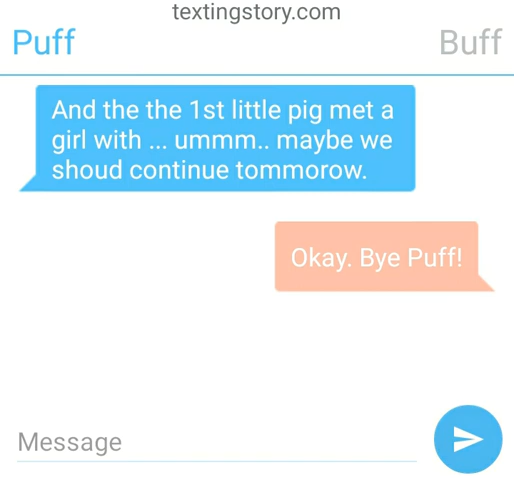 textingstory.com
Puff
Buff
And the the 1st little pig met a
girl with ... ummm.. maybe we
shoud continue tommorow.
Okay. Bye Puff!
Message